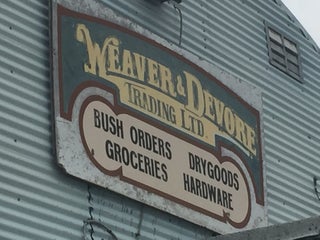 WEAVER & DEVORE
TRADING LTD.
BUSH ORDERS DRYGOODS
GROCERIES HARDWARE